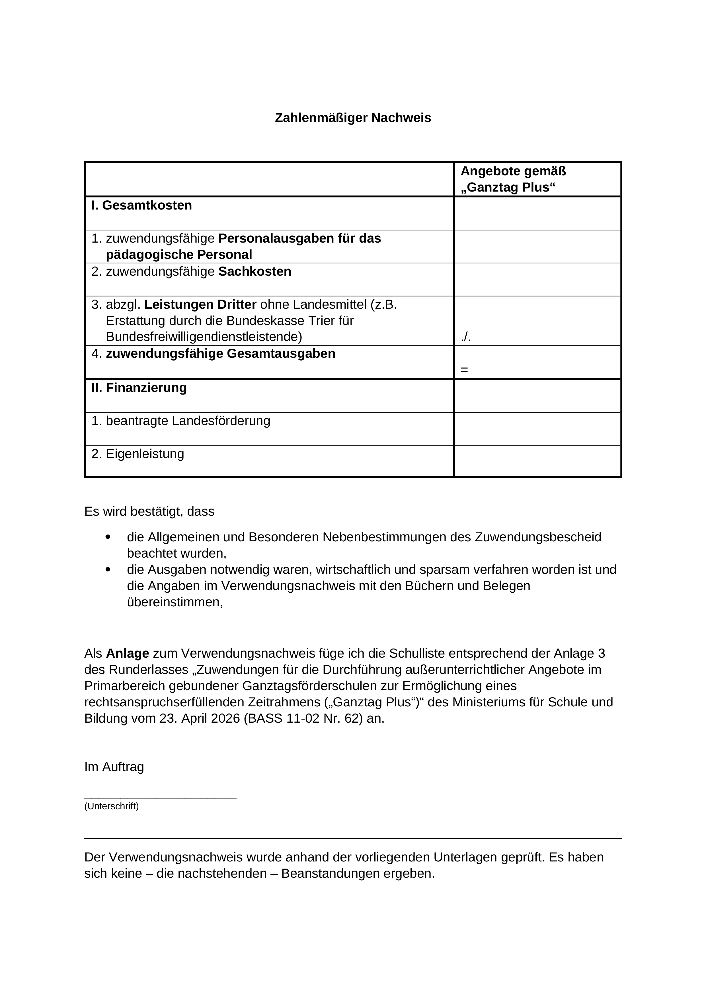 Zahlenmäßiger Nachweis
Angebote gemäß
„Ganztag Plus“
I. Gesamtkosten
1. zuwendungsfähige Personalausgaben für das
pädagogische Personal
2. zuwendungsfähige Sachkosten
3. abzgl. Leistungen Dritter ohne Landesmittel (z.B.
Erstattung durch die Bundeskasse Trier für
Bundesfreiwilligendienstleistende)
./.
4. zuwendungsfähige Gesamtausgaben
=
II. Finanzierung
1. beantragte Landesförderung
2. Eigenleistung
Es wird bestätigt, dass
• die Allgemeinen und Besonderen Nebenbestimmungen des Zuwendungsbescheid
beachtet wurden,
• die Ausgaben notwendig waren, wirtschaftlich und sparsam verfahren worden ist und
die Angaben im Verwendungsnachweis mit den Büchern und Belegen
übereinstimmen,
Als Anlage zum Verwendungsnachweis füge ich die Schulliste entsprechend der Anlage 3
des Runderlasses „Zuwendungen für die Durchführung außerunterrichtlicher Angebote im
Primarbereich gebundener Ganztagsförderschulen zur Ermöglichung eines
rechtsanspruchserfüllenden Zeitrahmens („Ganztag Plus“)“ des Ministeriums für Schule und
Bildung vom 23. April 2026 (BASS 11-02 Nr. 62) an.
Im Auftrag
_____________________
(Unterschrift)
Der Verwendungsnachweis wurde anhand der vorliegenden Unterlagen geprüft. Es haben
sich keine – die nachstehenden – Beanstandungen ergeben.